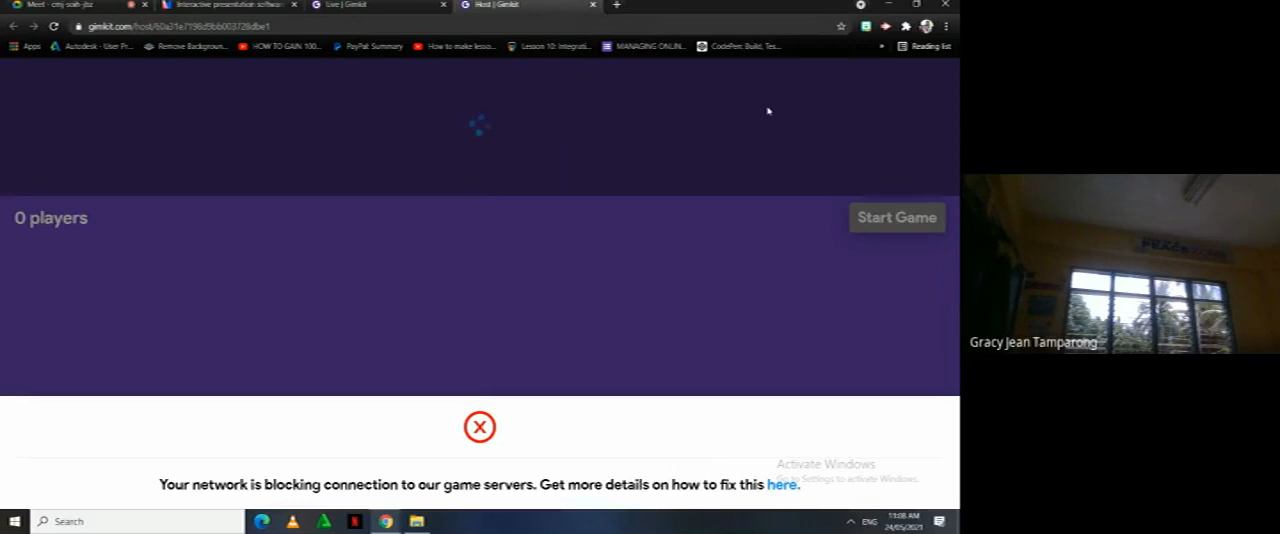 Meet - cmj-soih-jbz
Interactive presentation software
Live | Gimkit
Host | Gimkit
gimkit.com/host/60a31e7198d9bb003728dbe1
Apps
Autodesk - User Pr...
Remove Backgroun...
HOW TO GAIN 100...
PayPal: Summary
How to make lesso...
Lesson 10: Integrati...
MANAGING ONLIN...
CodePen: Build, Tes...
»
Reading list
0 players
Start Game
Gracy Jean Tamparong
Activate Windows
Go to Settings to activate Windows.
Your network is blocking connection to our game servers. Get more details on how to fix this here.
Search
ENG
11:08 AM
24/05/2021